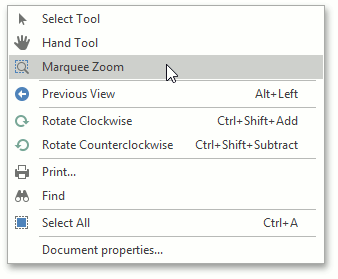 Select Tool
Hand Tool
Marquee Zoom
Previous View Alt+Left
Rotate Clockwise Ctrl+Shift+Add
Rotate Counterclockwise Ctrl+Shift+Subtract
Print...
Find
Select All Ctrl+A
Document properties...